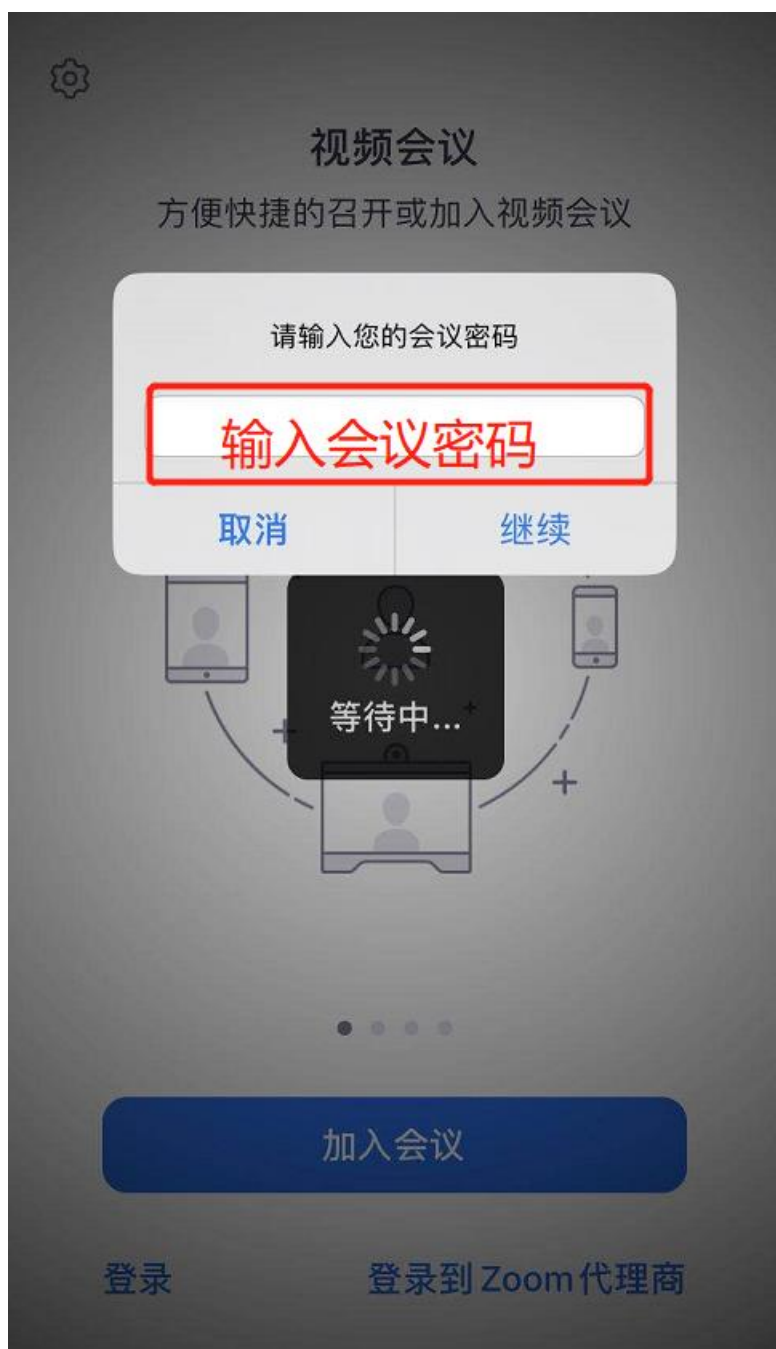 视频会议
方便快捷的召开或加入视频会议
请输入您的会议密码
输入会议密码
取消 继续
等待中...
加入会议
登录 登录到 Zoom 代理商